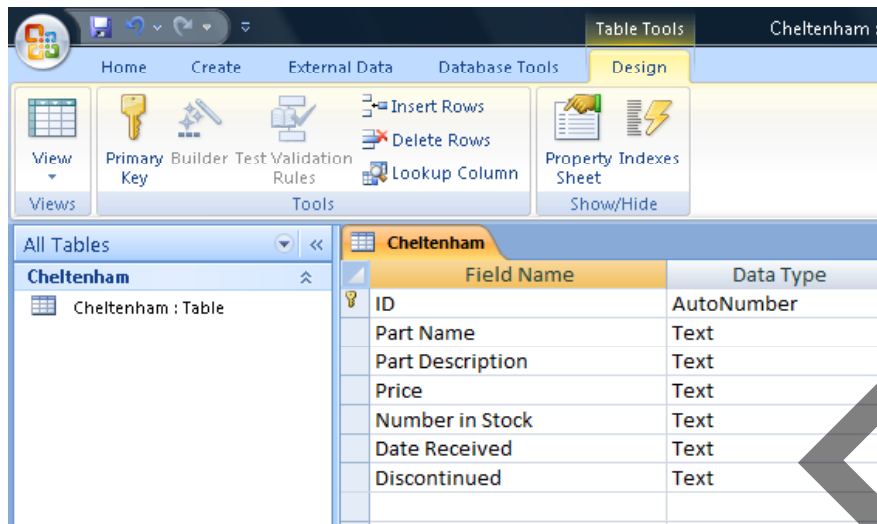 Table Tools Cheltenham :
Home Create External Data Database Tools Design
View
Primary Key
Builder
Test Validation Rules
Insert Rows
Delete Rows
Lookup Column
Property Sheet
Indexes
Views Tools Show/Hide
All Tables
Cheltenham
Cheltenham : Table
Cheltenham
Field Name Data Type
ID AutoNumber
Part Name Text
Part Description Text
Price Text
Number in Stock Text
Date Received Text
Discontinued Text